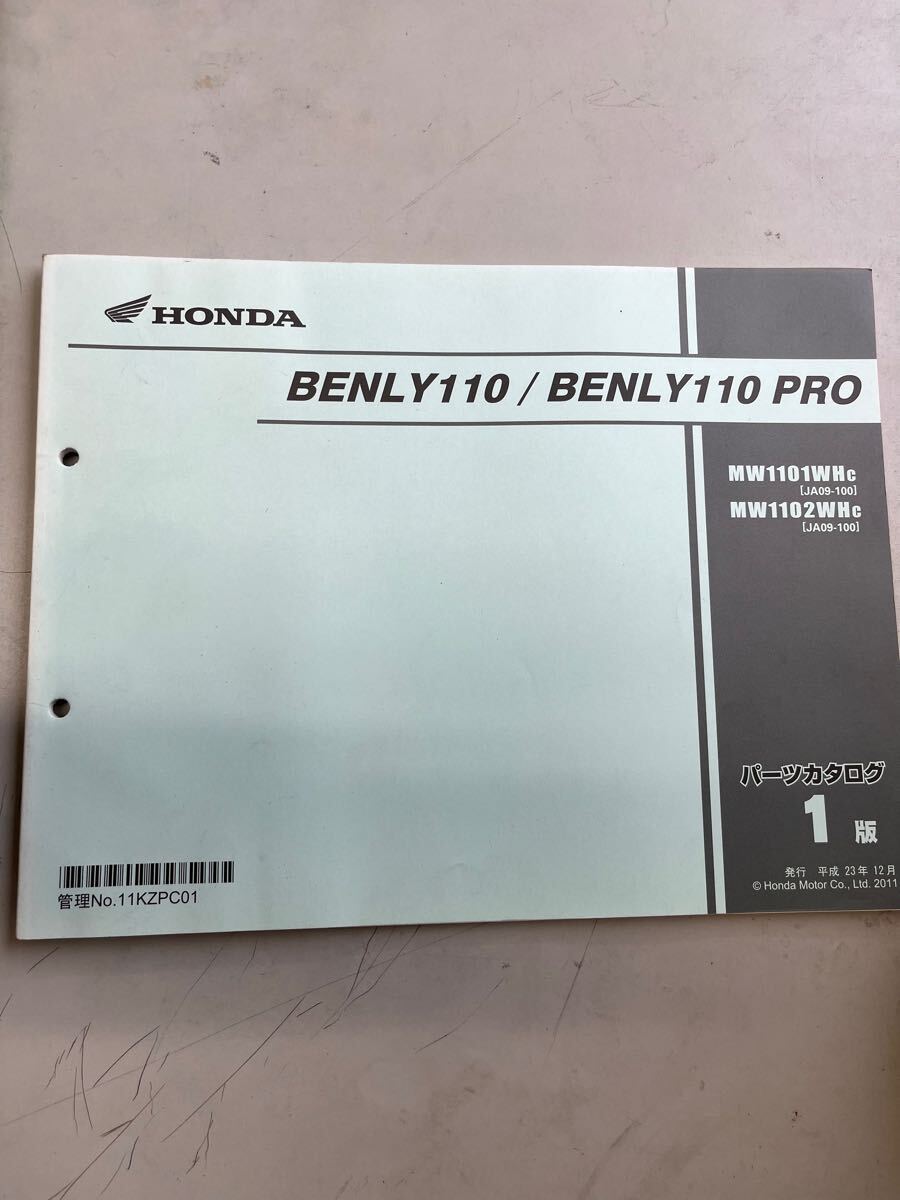 HONDA
BENLY110 / BENLY110 PRO
MW1101WHC
[JA09-100]
MW1102WHC
[JA09-100]
パーツカタログ
1 版
発行 平成 23年 12月
© Honda Motor Co., Ltd. 2011
管理No.11KZPC01